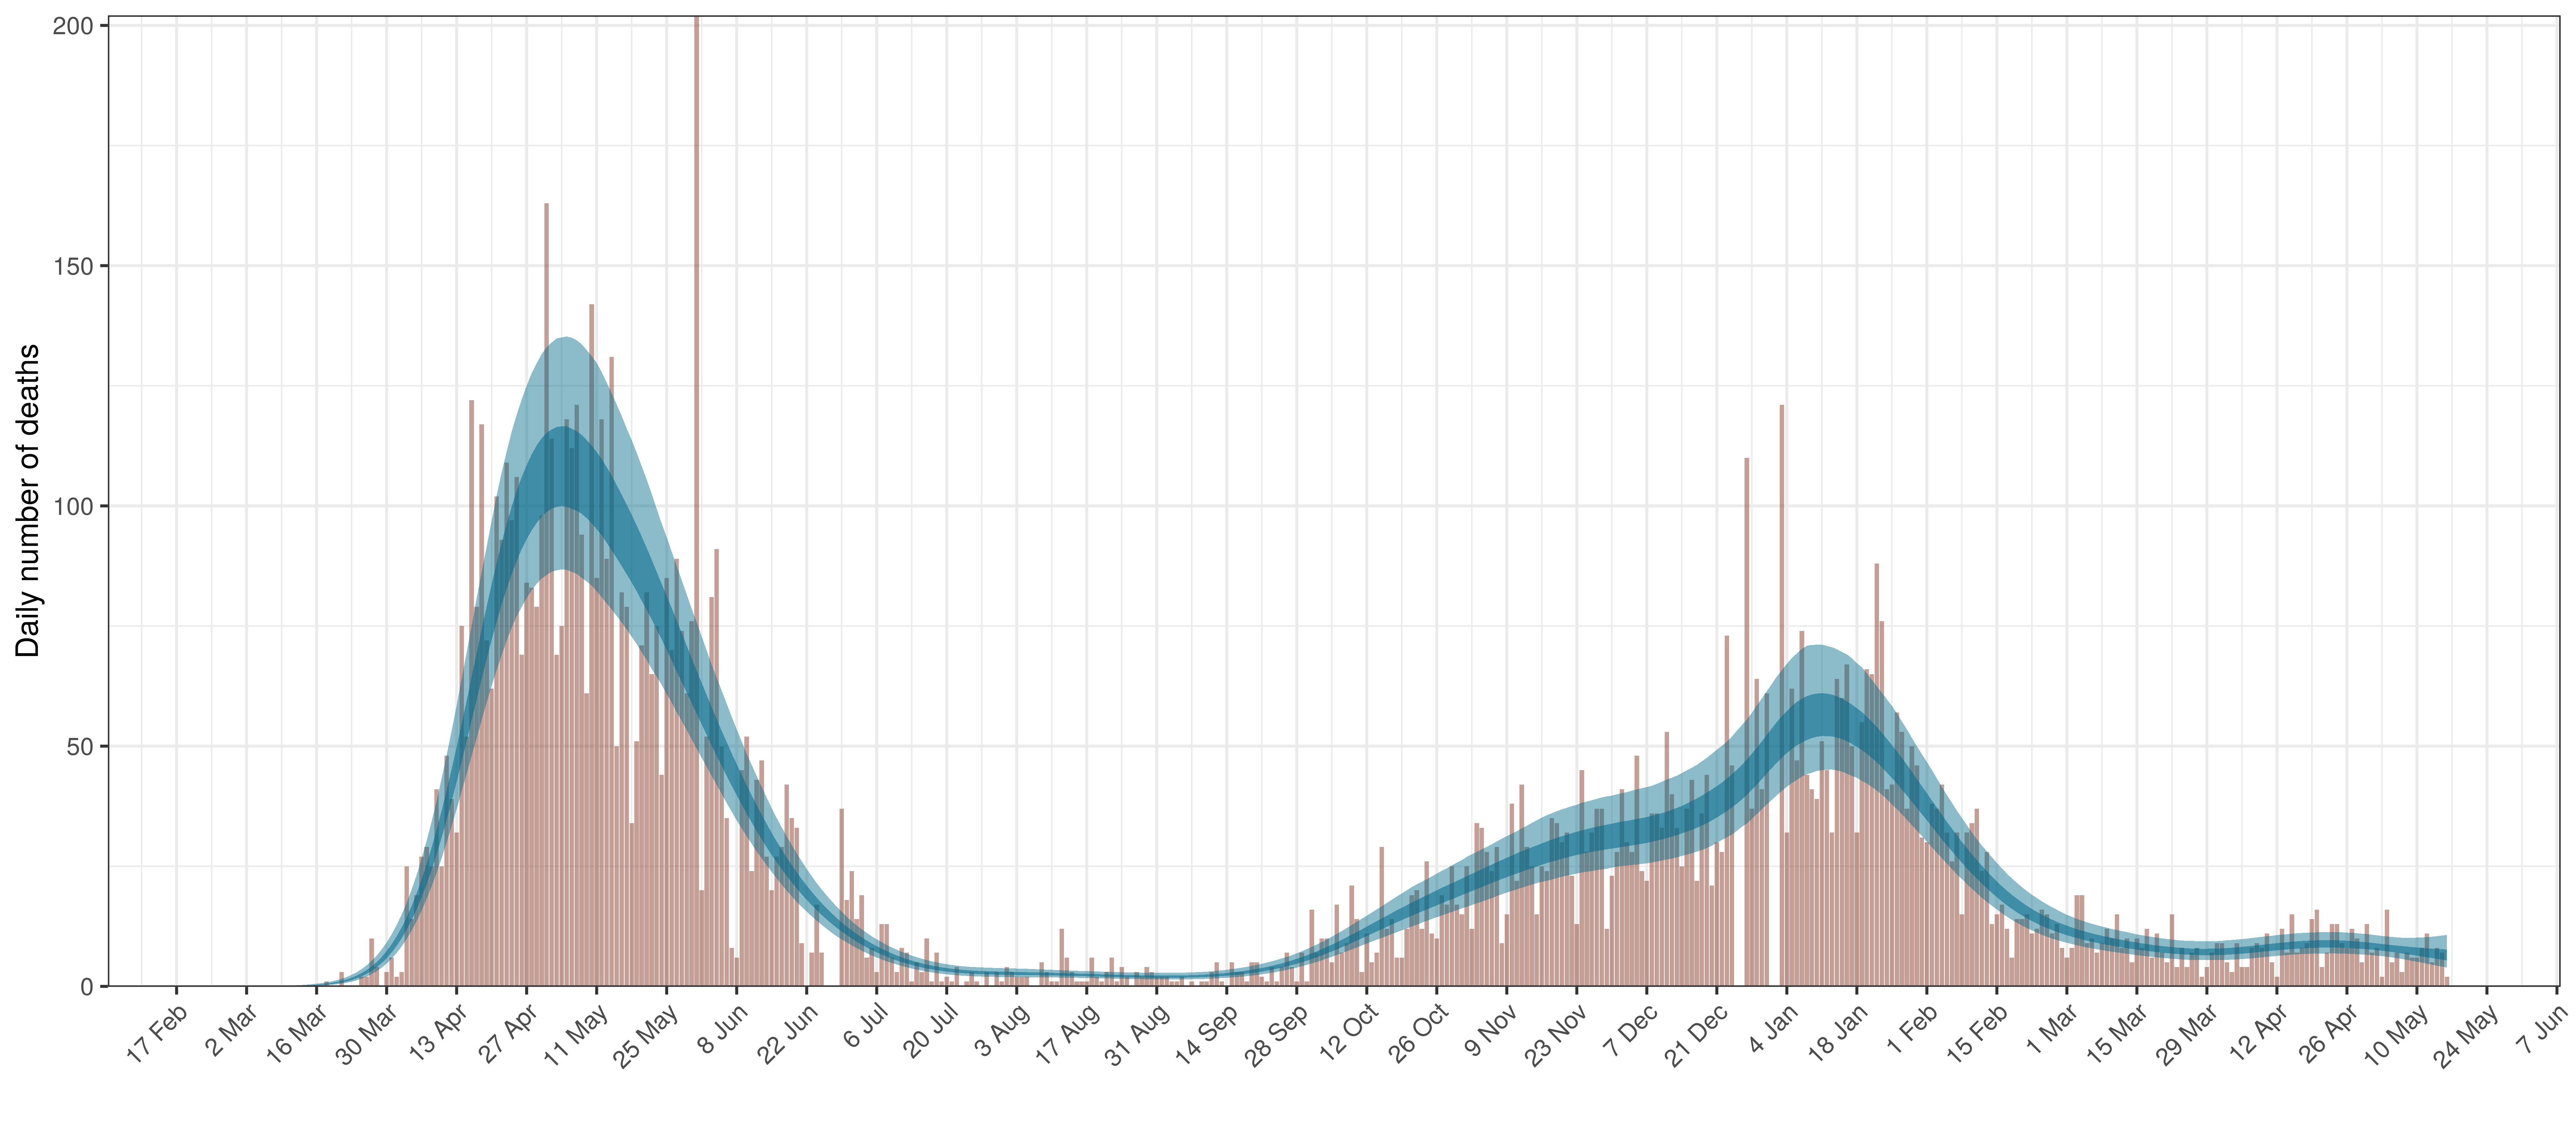 Daily number of deaths
200
150
100
50
0
17 Feb
2 Mar
16 Mar
30 Mar
13 Apr
27 Apr
11 May
25 May
8 Jun
22 Jun
6 Jul
20 Jul
3 Aug
17 Aug
31 Aug
14 Sep
28 Sep
12 Oct
26 Oct
9 Nov
23 Nov
7 Dec
21 Dec
4 Jan
18 Jan
1 Feb
15 Feb
1 Mar
15 Mar
29 Mar
12 Apr
26 Apr
10 May
24 May
7 Jun